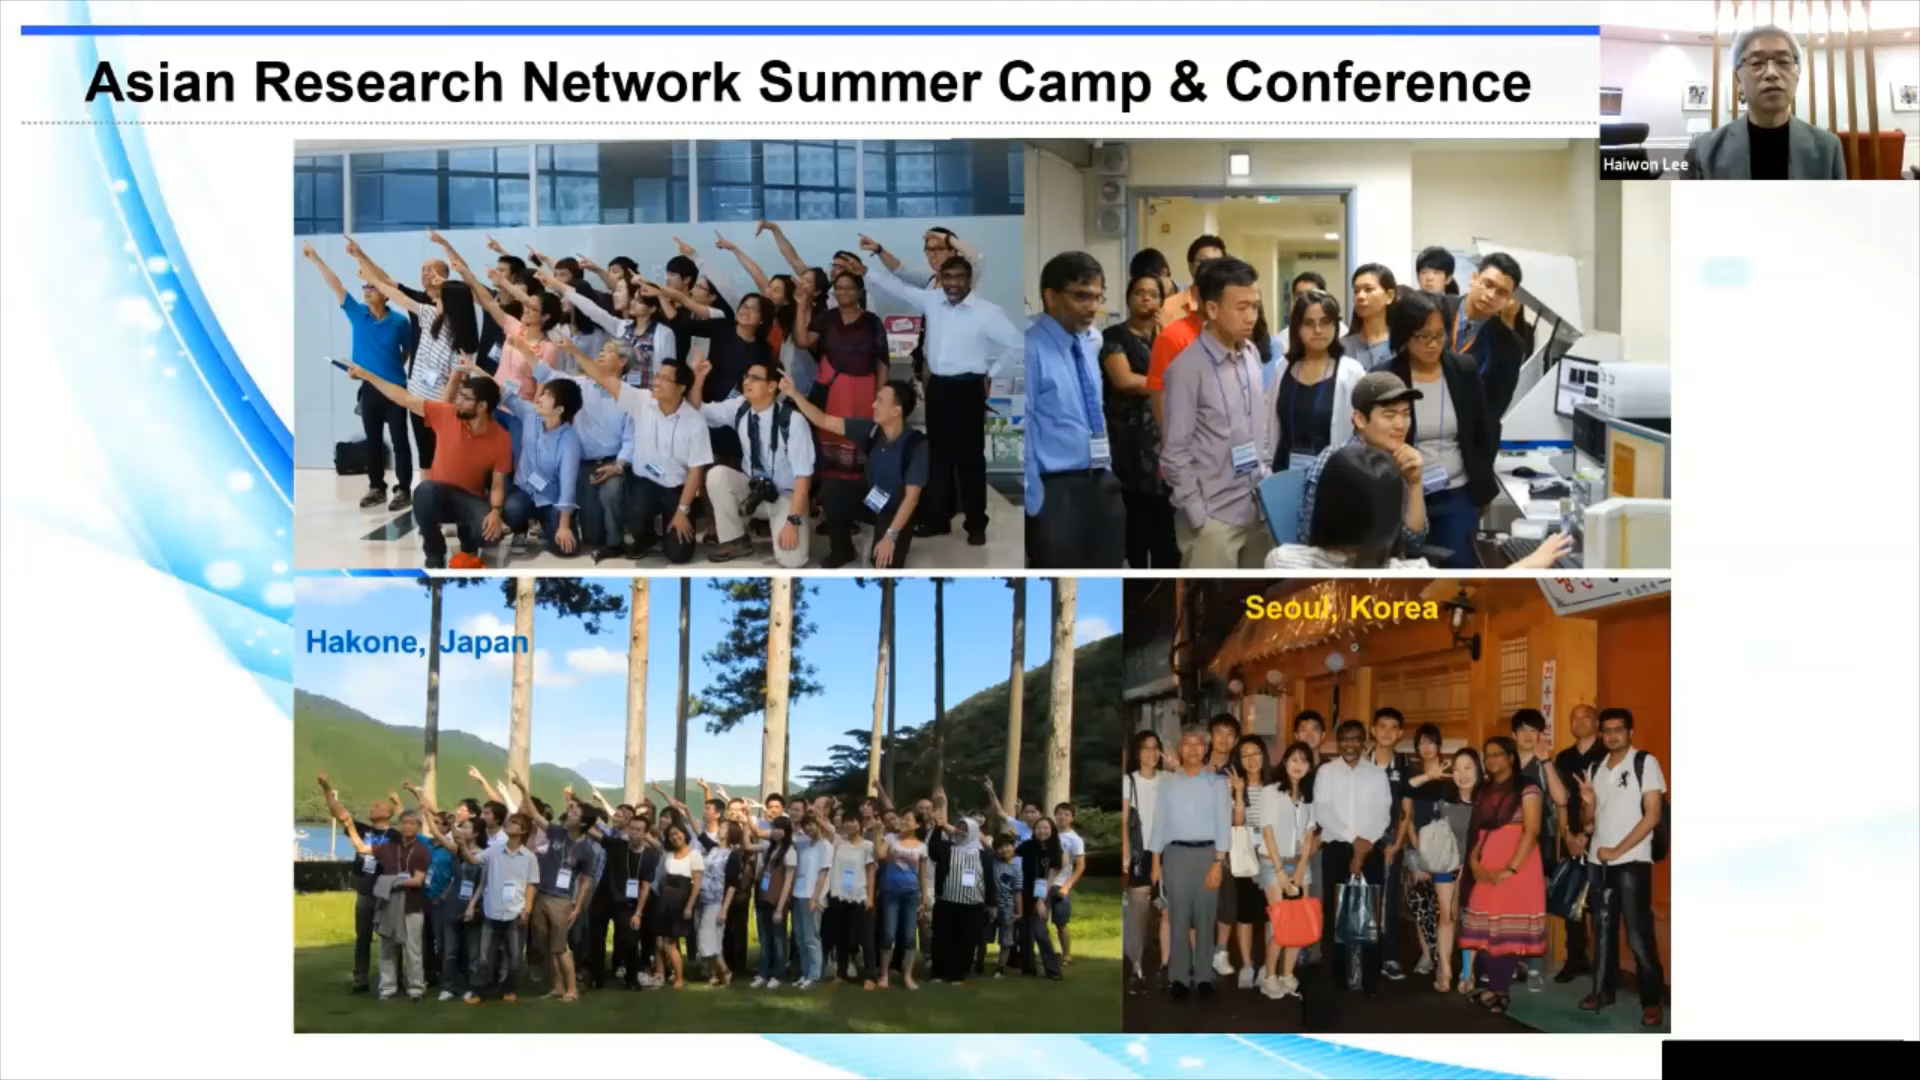 Asian Research Network Summer Camp & Conference
Haiwon Lee
Hakone, Japan
Seoul, Korea